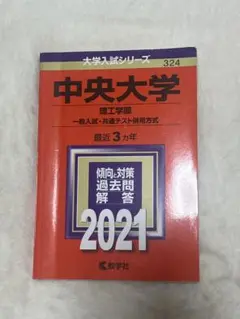 大学入試シリーズ
324
中央大学
理工学部
一般入試・共通テスト併用方式
最近3カ年
傾向と対策
過去問
解答
2021
教学社